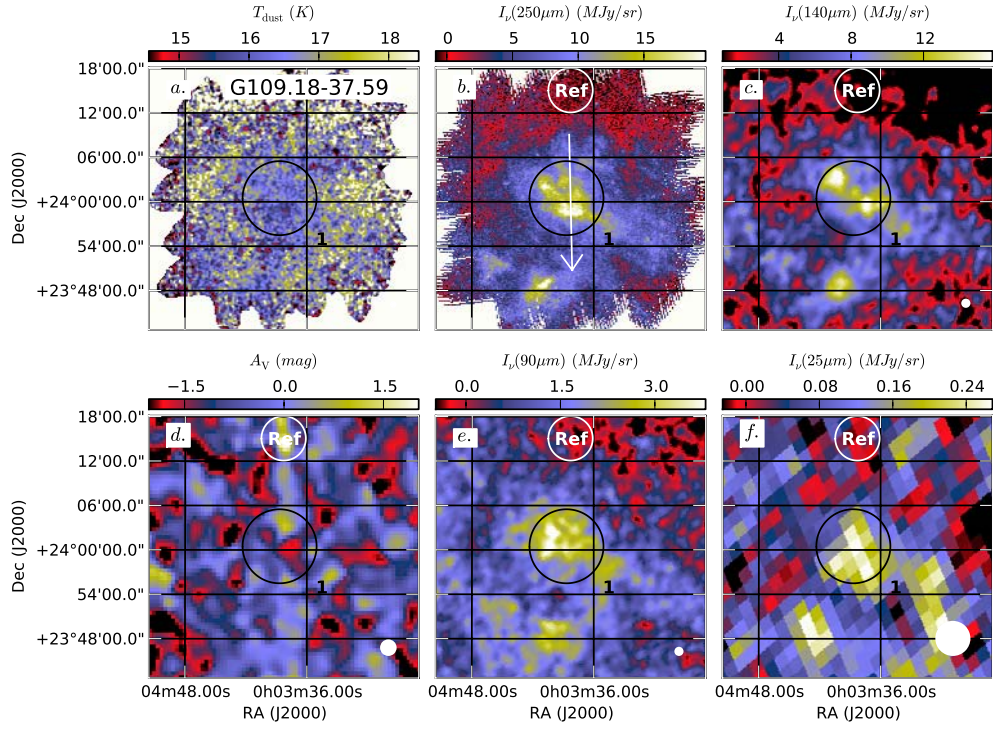 T_dust (K)
15 16 17 18
I_ν(250μm) (MJy/sr)
0 5 10 15
I_ν(140μm) (MJy/sr)
4 8 12
a. G109.18-37.59
b. Ref
c. Ref
Dec (J2000)
18'00.0"
12'00.0"
06'00.0"
+24°00'00.0"
54'00.0"
+23°48'00.0"
1
1
1
A_V (mag)
−1.5 0.0 1.5
I_ν(90μm) (MJy/sr)
0.0 1.5 3.0
I_ν(25μm) (MJy/sr)
0.00 0.08 0.16 0.24
d. Ref
e. Ref
f. Ref
Dec (J2000)
18'00.0"
12'00.0"
06'00.0"
+24°00'00.0"
54'00.0"
+23°48'00.0"
1
1
1
04m48.00s 0h03m36.00s
04m48.00s 0h03m36.00s
04m48.00s 0h03m36.00s
RA (J2000)
RA (J2000)
RA (J2000)